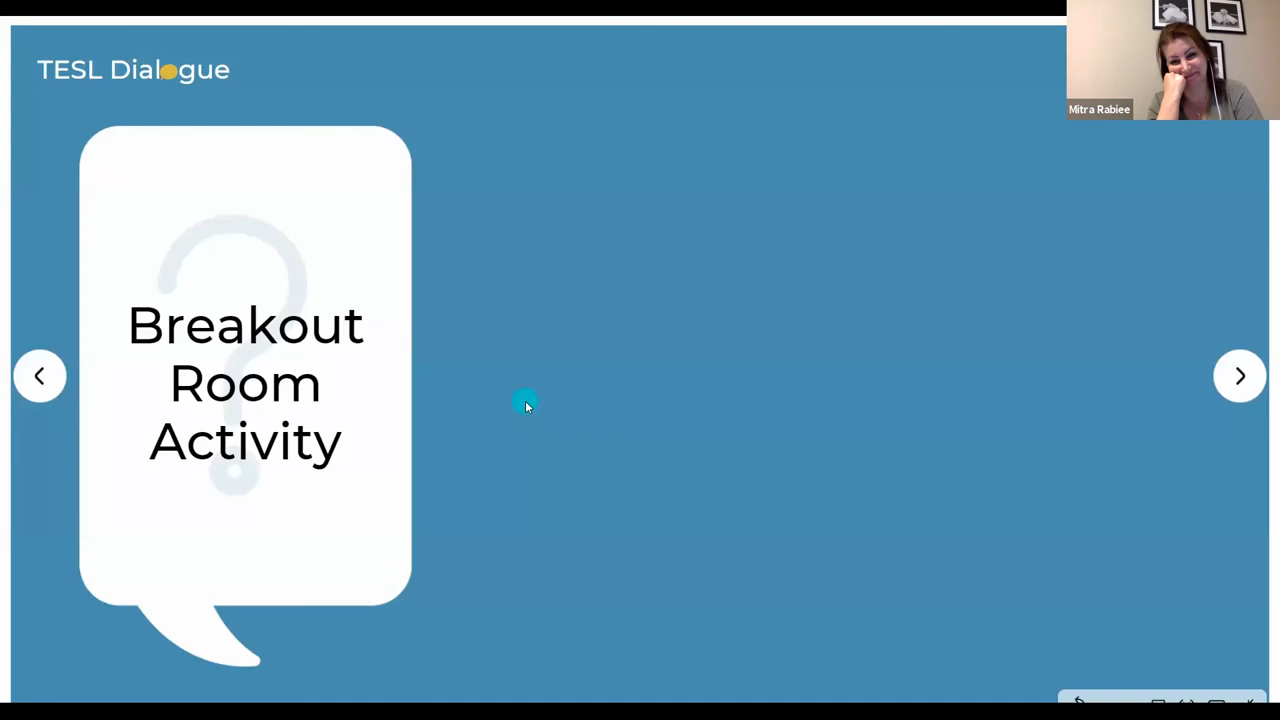 TESL Dialogue
Mitra Rabiee
Breakout
Room
Activity